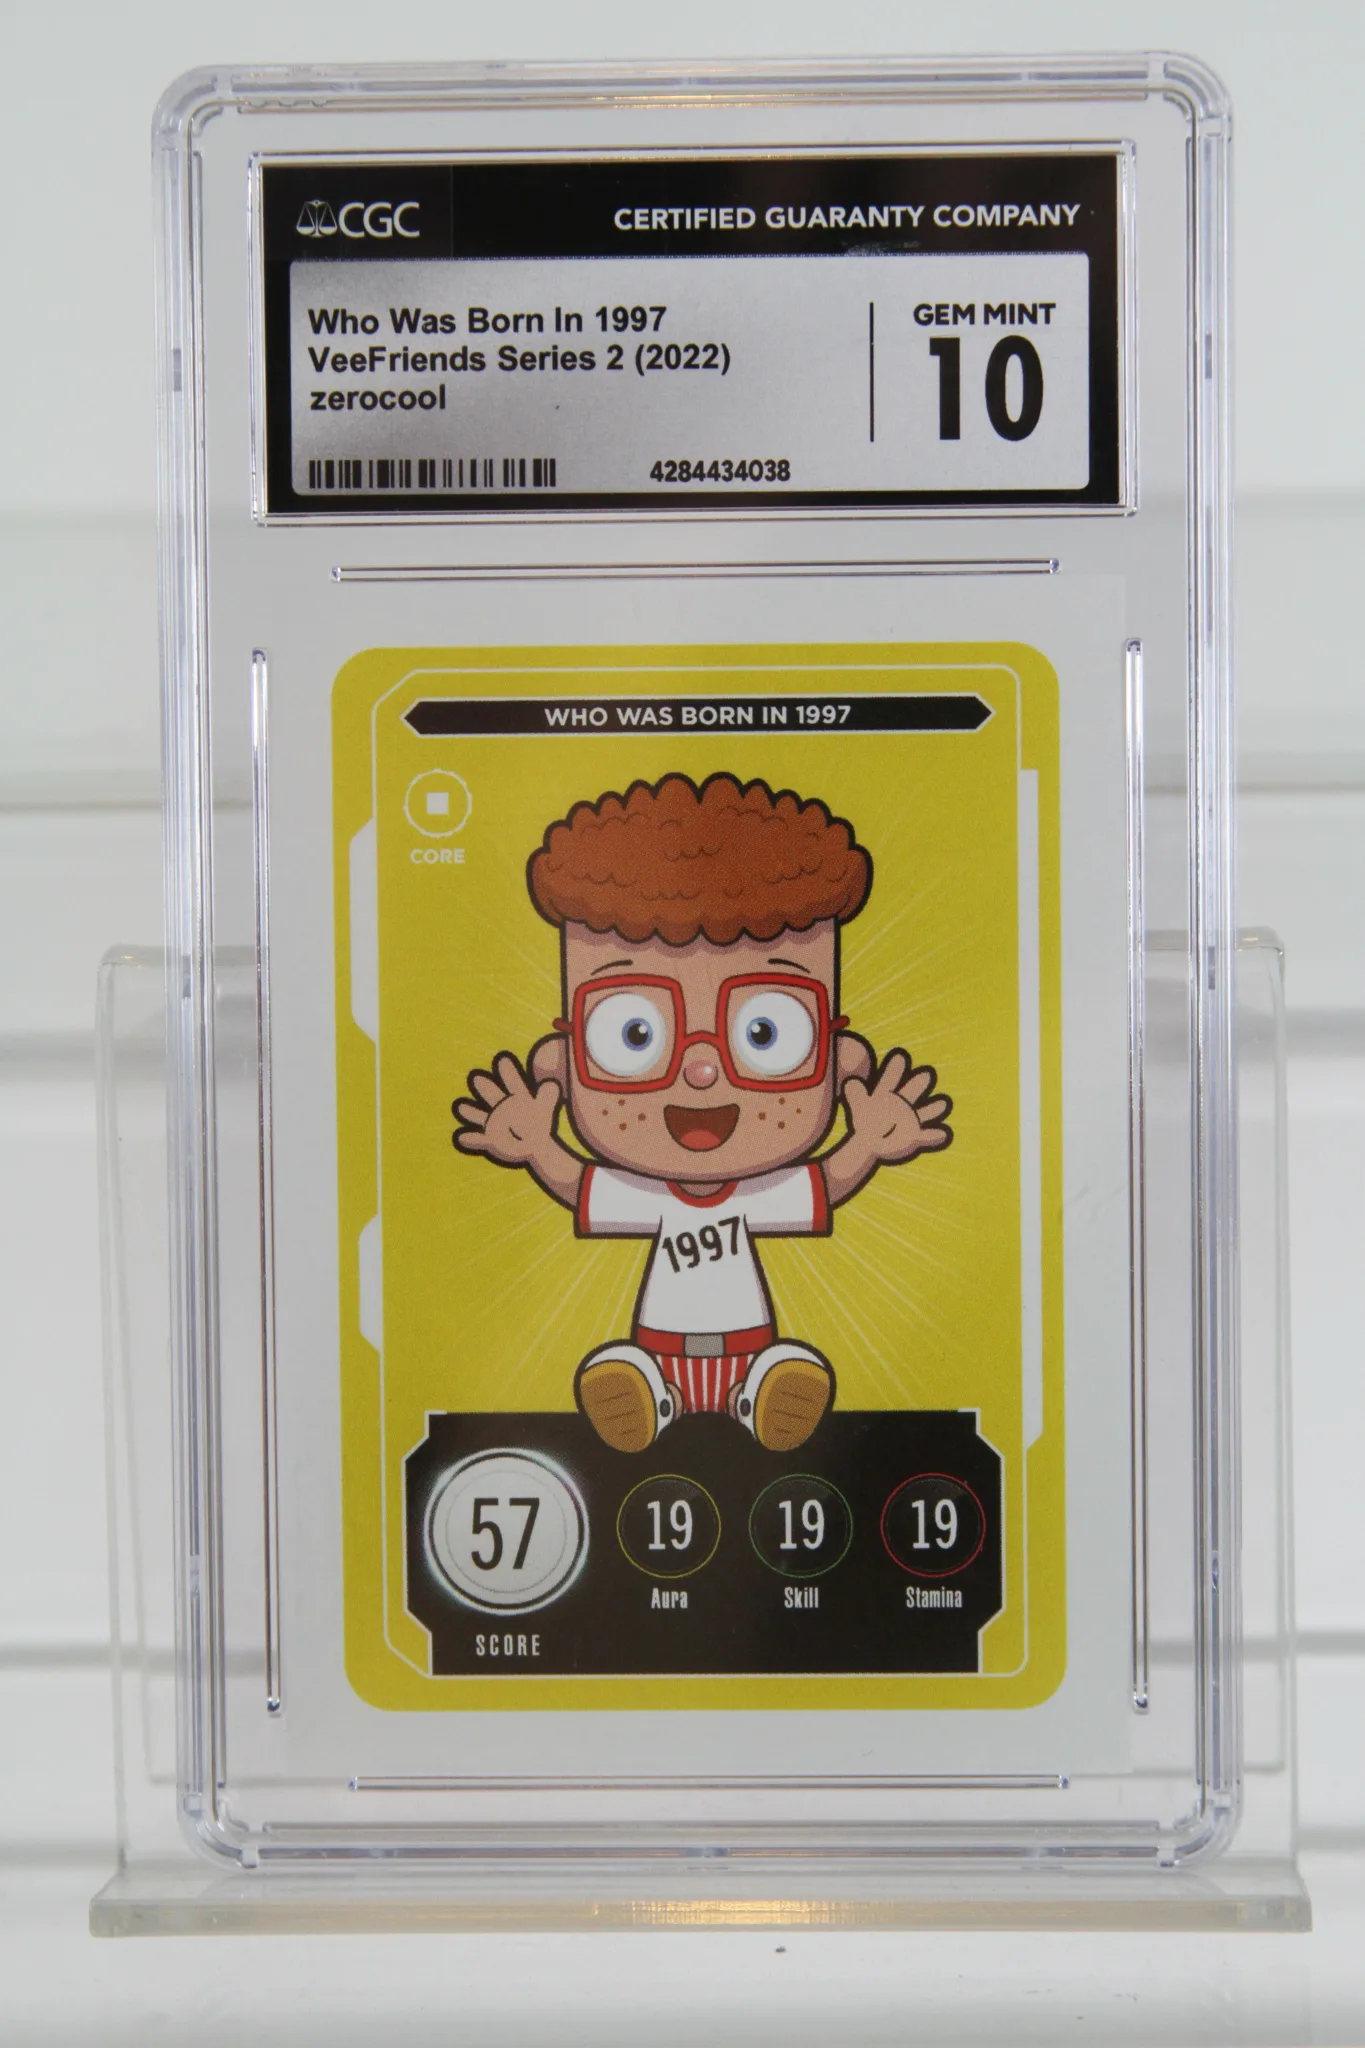 CGC
CERTIFIED GUARANTY COMPANY
Who Was Born In 1997
VeeFriends Series 2 (2022)
zerocool
4284434038
GEM MINT
10
WHO WAS BORN IN 1997
CORE
1997
57
SCORE
19
Aura
19
Skill
19
Stamina